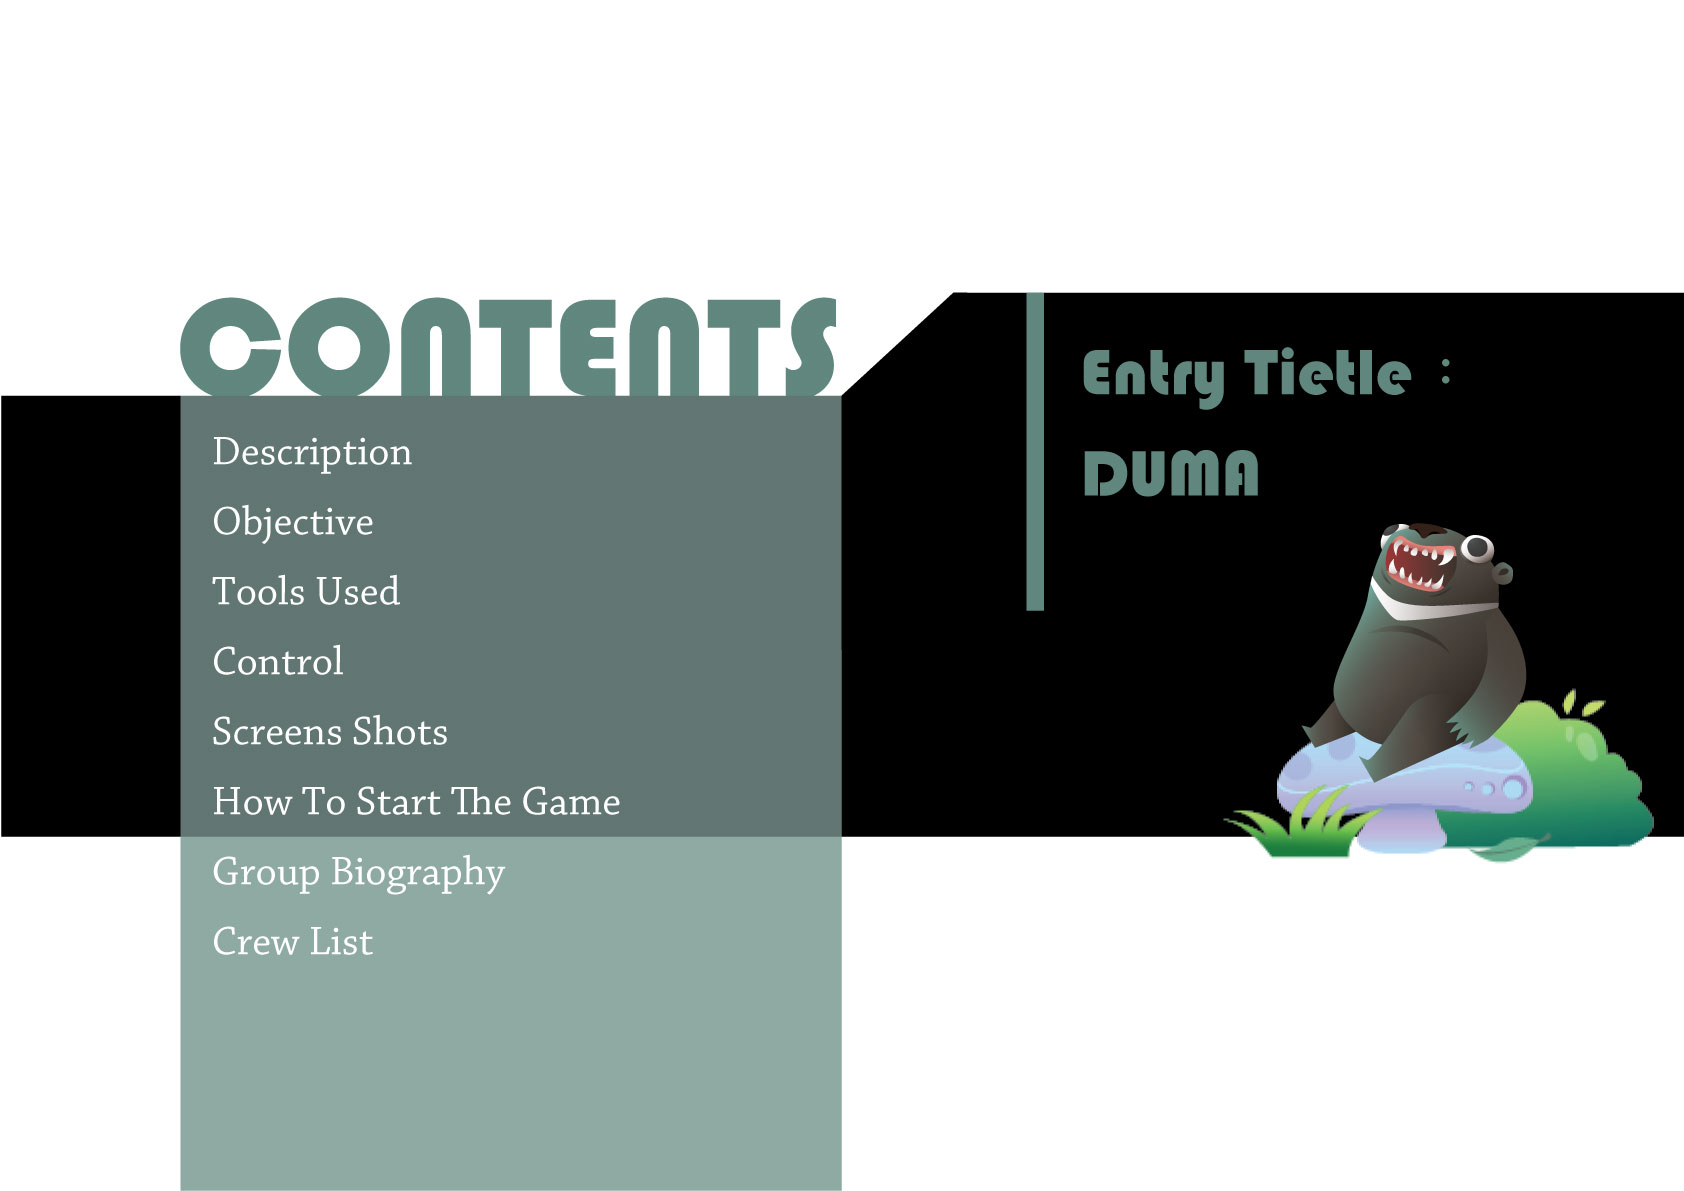 CONTENTS
Description
Objective
Tools Used
Control
Screens Shots
How To Start The Game
Group Biography
Crew List
Entry Tietle :
DUMA